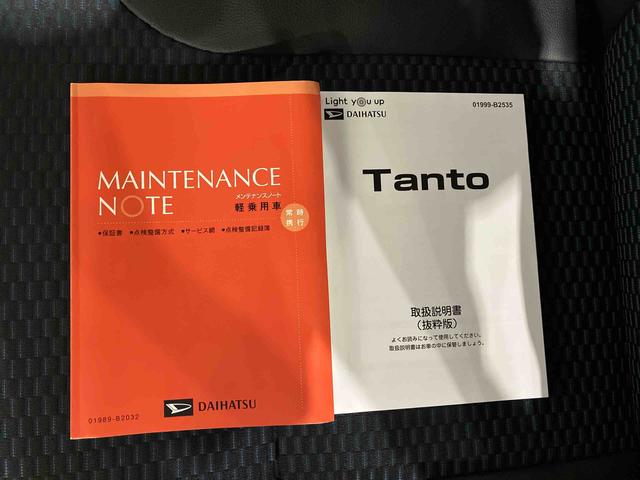 MAINTENANCE
NOTE
メンテナンスノート
軽乗用車
常時
携行
●保証書 ●点検整備方式 ●サービス網 ●点検整備記録簿
DAIHATSU
01989-B2032
Light you up
DAIHATSU
01999-B2535
Tanto
取扱説明書
（抜粋版）
よくお読みになって使用してください。
取扱説明書はお車の中に保管しましょう。